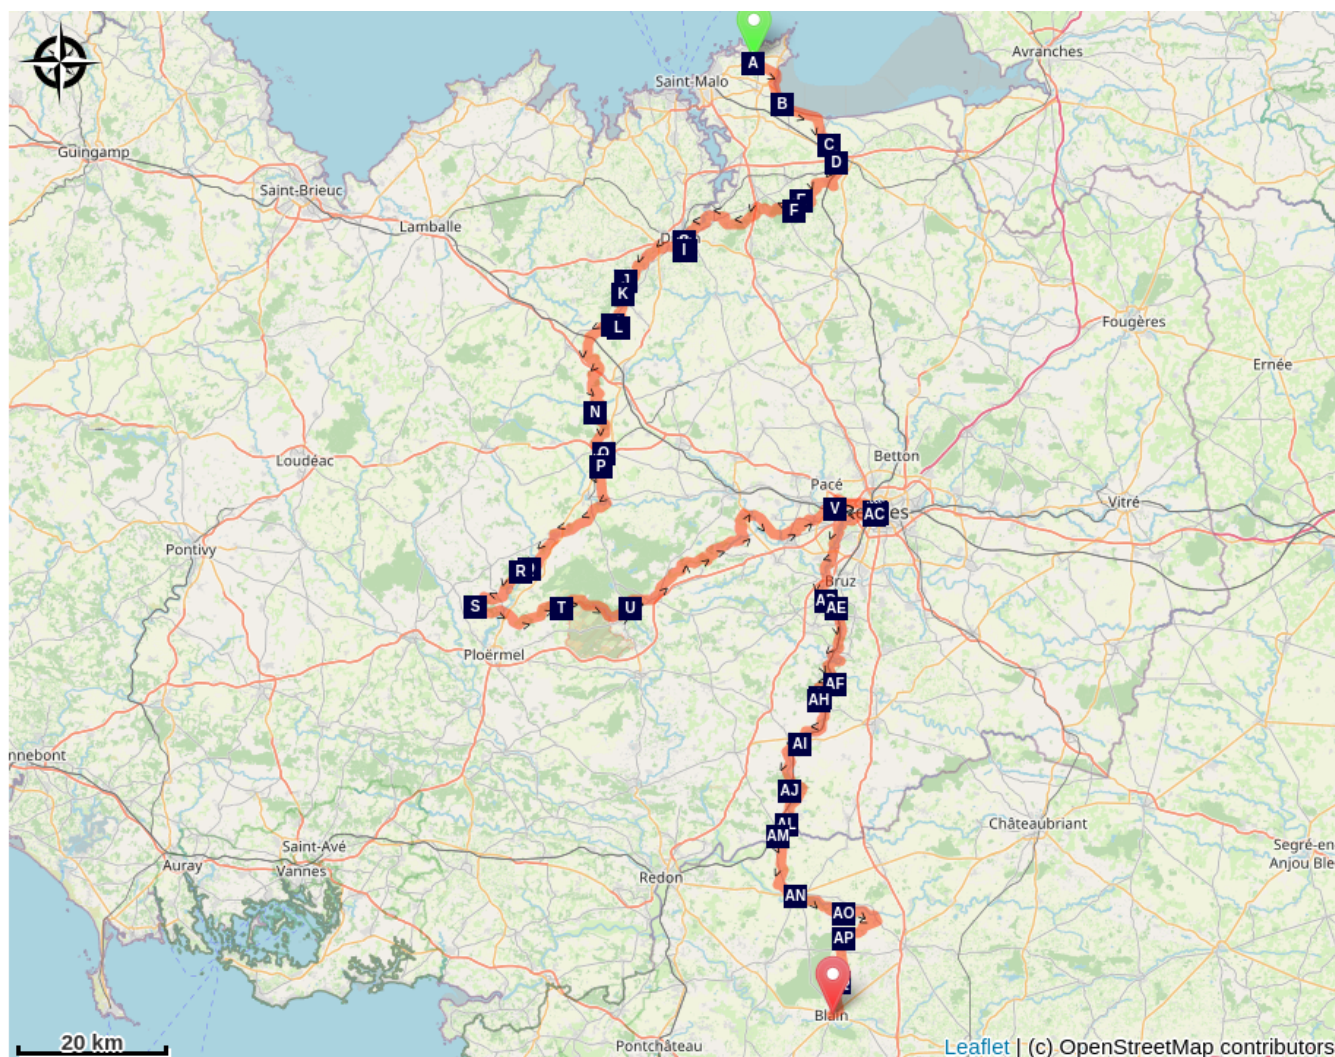 A
Avranches
Saint-Malo
B
Guingamp
C
D
Saint-Brieuc
F
Lamballe
I
J
K
Fougères
L
Ernée
N
Betton
Loudéac
P
Pacé
V
Vitré
AC
Pontivy
R
Bruz
S
T
U
AE
Ploërmel
AF
AH
AI
AJ
AL
Châteaubriant
AM
Saint-Avé
Segré-en
Anjou Ble
Auray
Vannes
Redon
AN
AO
AP
Blain
Pontchâteau
20 km
Leaflet | (c) OpenStreetMap contributors